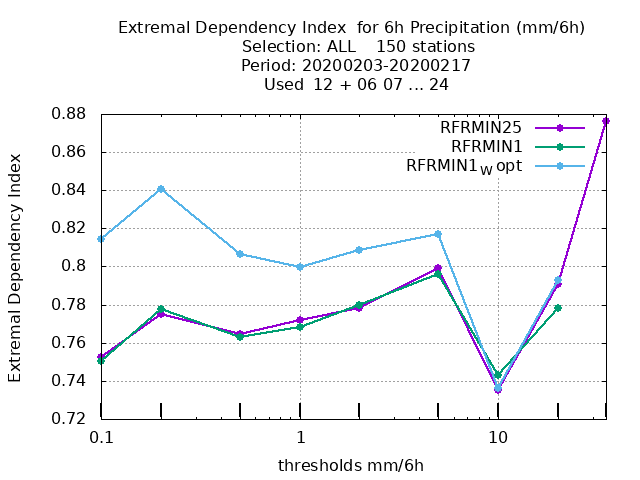 Extremal Dependency Index  for 6h Precipitation (mm/6h)
Selection: ALL    150 stations
Period: 20200203-20200217
Used  12 + 06 07 ... 24
0.88
0.86
0.84
0.82
0.8
0.78
0.76
0.74
0.72
Extremal Dependency Index
RFRMIN25
RFRMIN1
RFRMIN1W opt
0.1
1
10
thresholds mm/6h